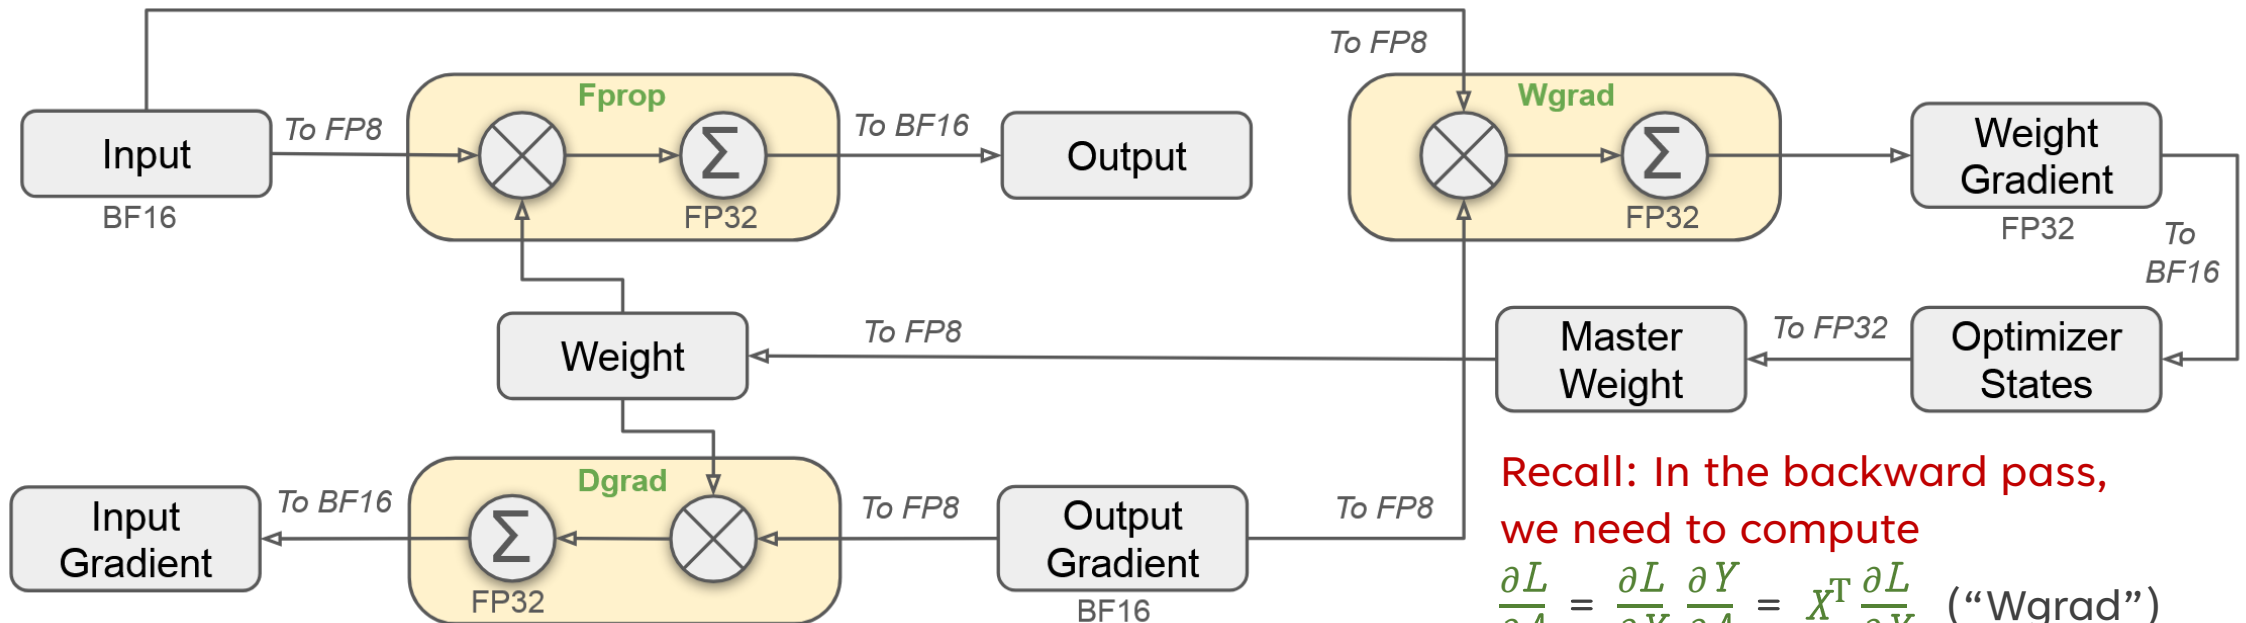 To FP8
Fprop
Wgrad
Input
BF16
To FP8
Σ
FP32
To BF16
Output
Σ
FP32
Weight
Gradient
FP32
To
BF16
Weight
To FP8
Master
Weight
To FP32
Optimizer
States
Input
Gradient
To BF16
Dgrad
Σ
FP32
To FP8
Output
Gradient
BF16
To FP8
Recall: In the backward pass,
we need to compute
∂L = ∂L ∂Y = Xᵀ ∂L ("Wgrad")